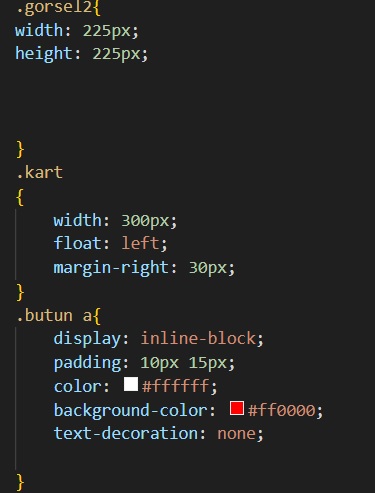 .gorsel2{
width: 225px;
height: 225px;
}
.kart
{
width: 300px;
float: left;
margin-right: 30px;
}
.butun a{
display: inline-block;
padding: 10px 15px;
color: #ffffff;
background-color: #ff0000;
text-decoration: none;
}